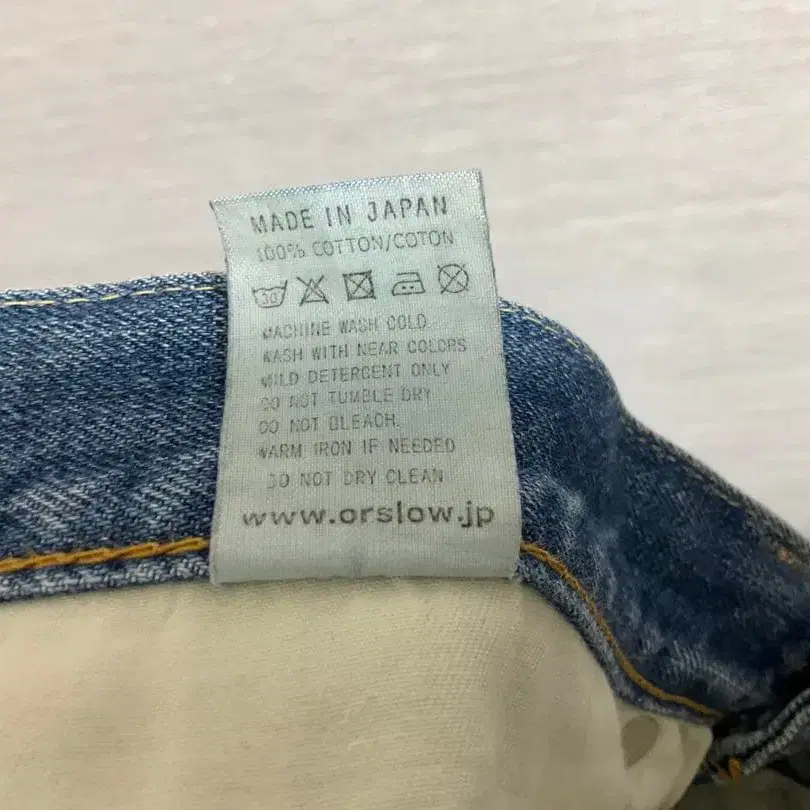 MADE IN JAPAN
100% COTTON/COTON
30
MACHINE WASH COLD
WASH WITH NEAR COLORS
MILD DETERGENT ONLY
DO NOT TUMBLE DRY
DO NOT BLEACH.
WARM IRON IF NEEDED
DO NOT DRY CLEAN
www.orslow.jp